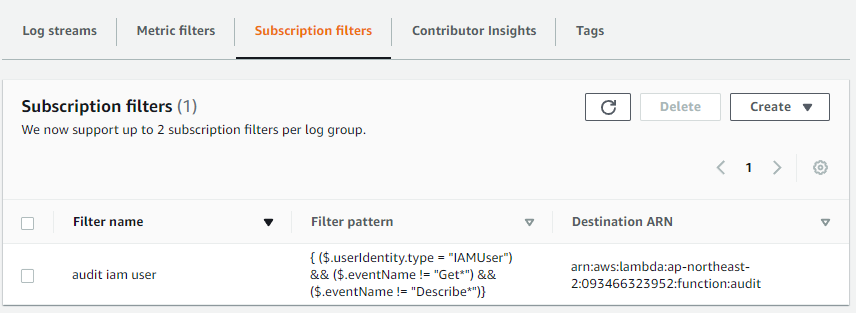 Log streams
Metric filters
Subscription filters
Contributor Insights
Tags
Subscription filters (1)
We now support up to 2 subscription filters per log group.
Delete
Create
1
Filter name
Filter pattern
Destination ARN
audit iam user
{ ($.userIdentity.type = "IAMUser")
&& ($.eventName != "Get*") &&
($.eventName != "Describe*")}
arn:aws:lambda:ap-northeast-
2:093466323952:function:audit